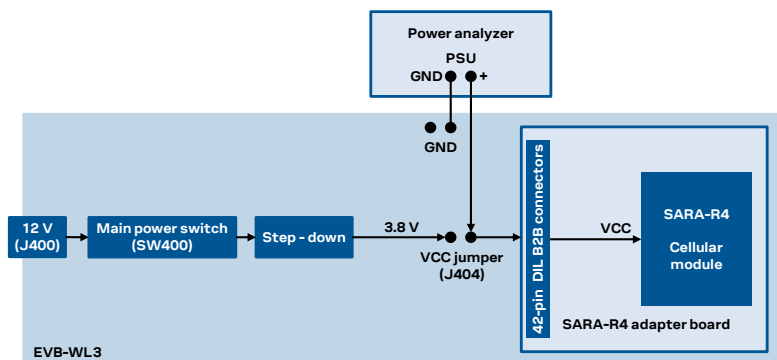 Power analyzer
PSU
GND +
GND
12 V
(J400)
Main power switch
(SW400)
Step - down
3.8 V
VCC jumper
(J404)
42-pin DIL B2B connectors
VCC
SARA-R4
Cellular
module
SARA-R4 adapter board
EVB-WL3